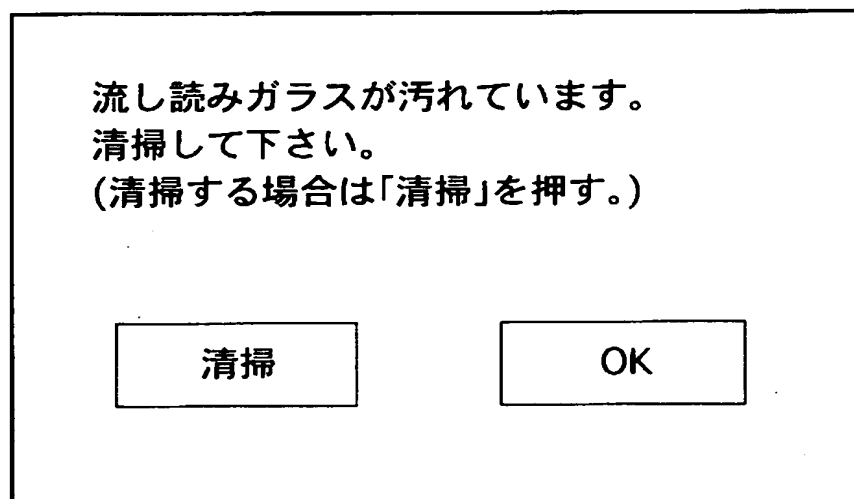 流し読みガラスが汚れています。
清掃して下さい。
(清掃する場合は「清掃」を押す。)
清掃
OK